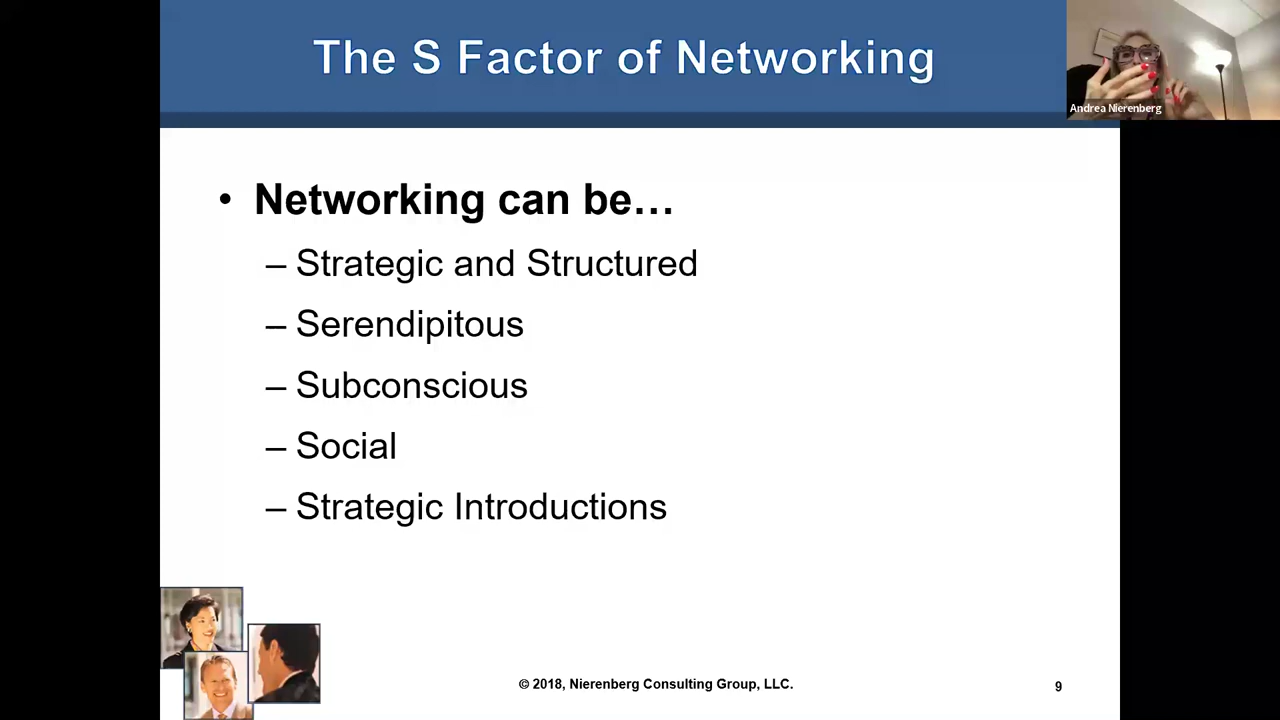 The S Factor of Networking
Andrea Nierenberg
• Networking can be…
– Strategic and Structured
– Serendipitous
– Subconscious
– Social
– Strategic Introductions
© 2018, Nierenberg Consulting Group, LLC.
9